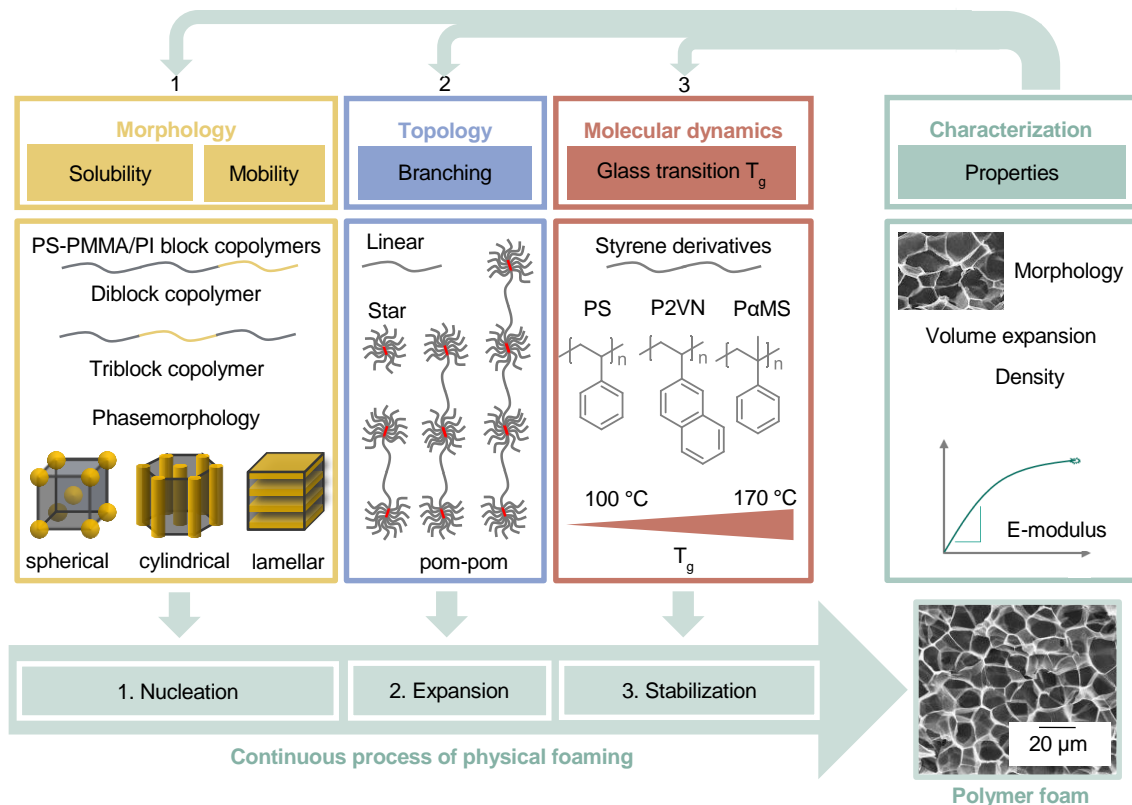 1
2
3
Morphology
Solubility
Mobility
Topology
Branching
Molecular dynamics
Glass transition Tg
Characterization
Properties
PS-PMMA/PI block copolymers
Diblock copolymer
Triblock copolymer
Phasemorphology
spherical
cylindrical
lamellar
Linear
Star
pom-pom
Styrene derivatives
PS
P2VN
PαMS
n
n
n
100 °C
170 °C
Tg
Morphology
Volume expansion
Density
E-modulus
1. Nucleation
2. Expansion
3. Stabilization
Continuous process of physical foaming
20 µm
Polymer foam